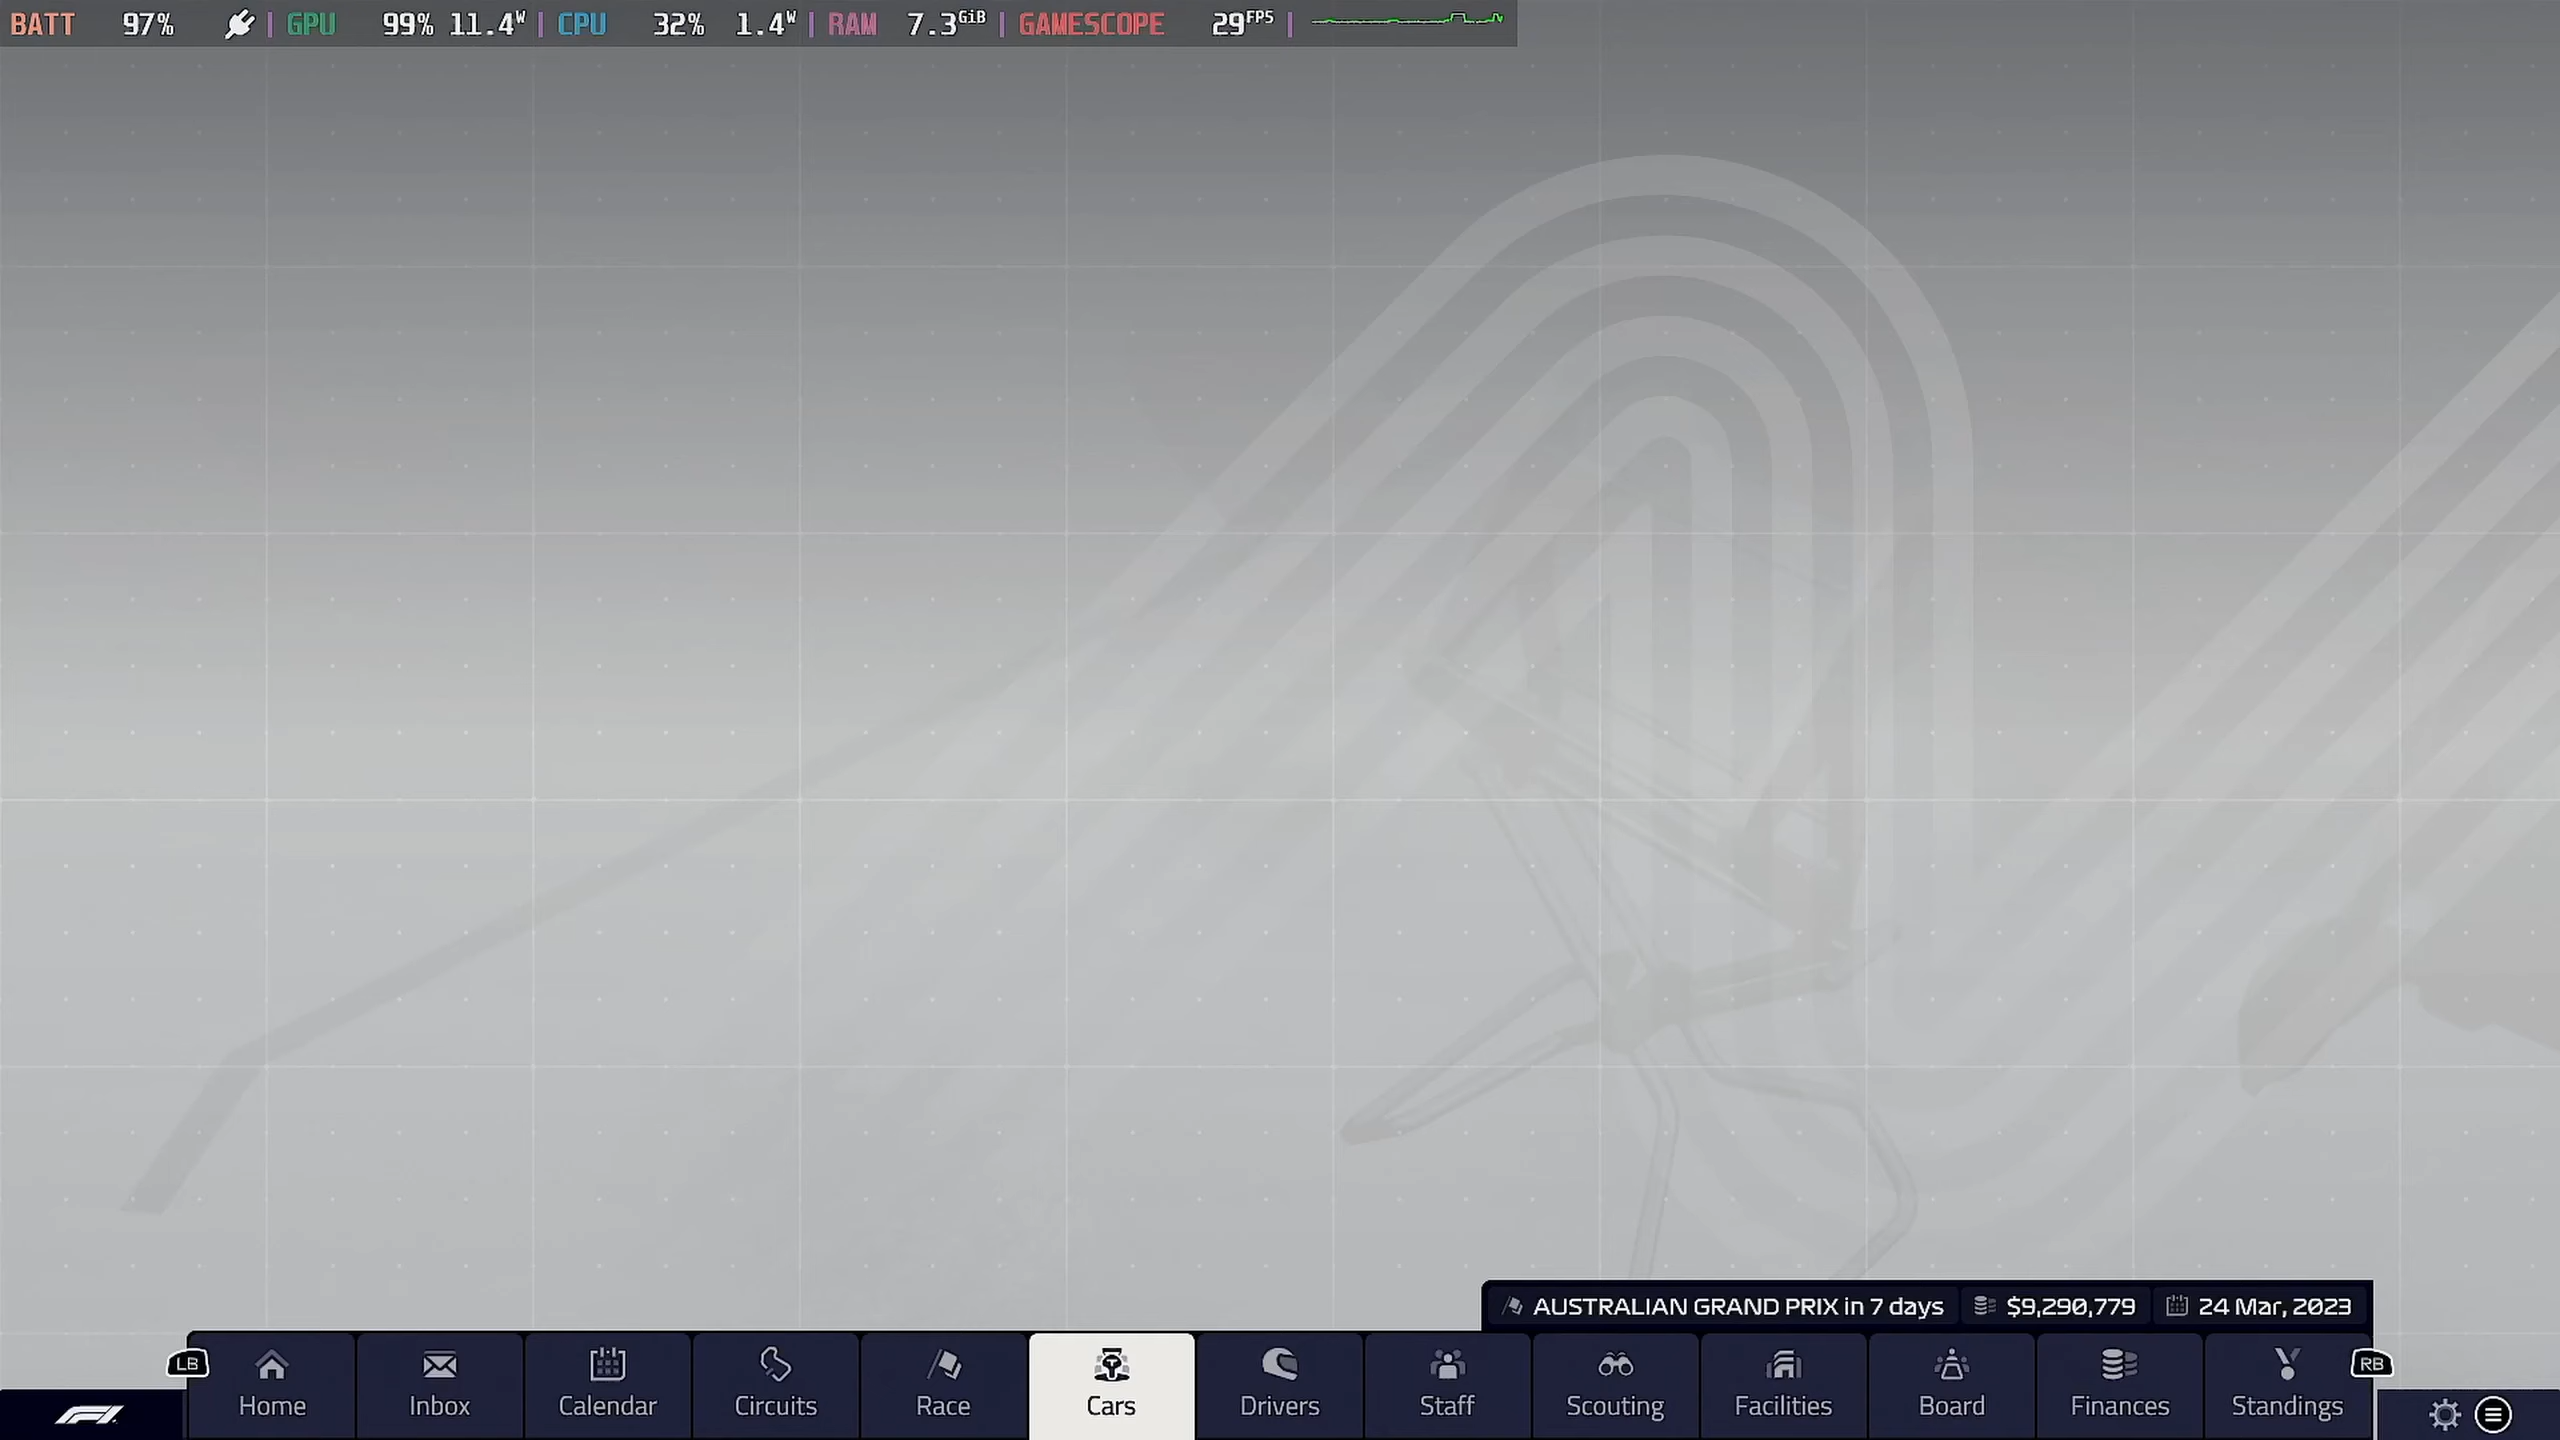 BATT 97% GPU 99% 11.4W CPU 32% 1.4W RAM 7.3GiB GAMESCOPE 29FPS
AUSTRALIAN GRAND PRIX in 7 days $9,290,779 24 Mar, 2023
LB Home Inbox Calendar Circuits Race Cars Drivers Staff Scouting Facilities Board Finances Standings RB
F1